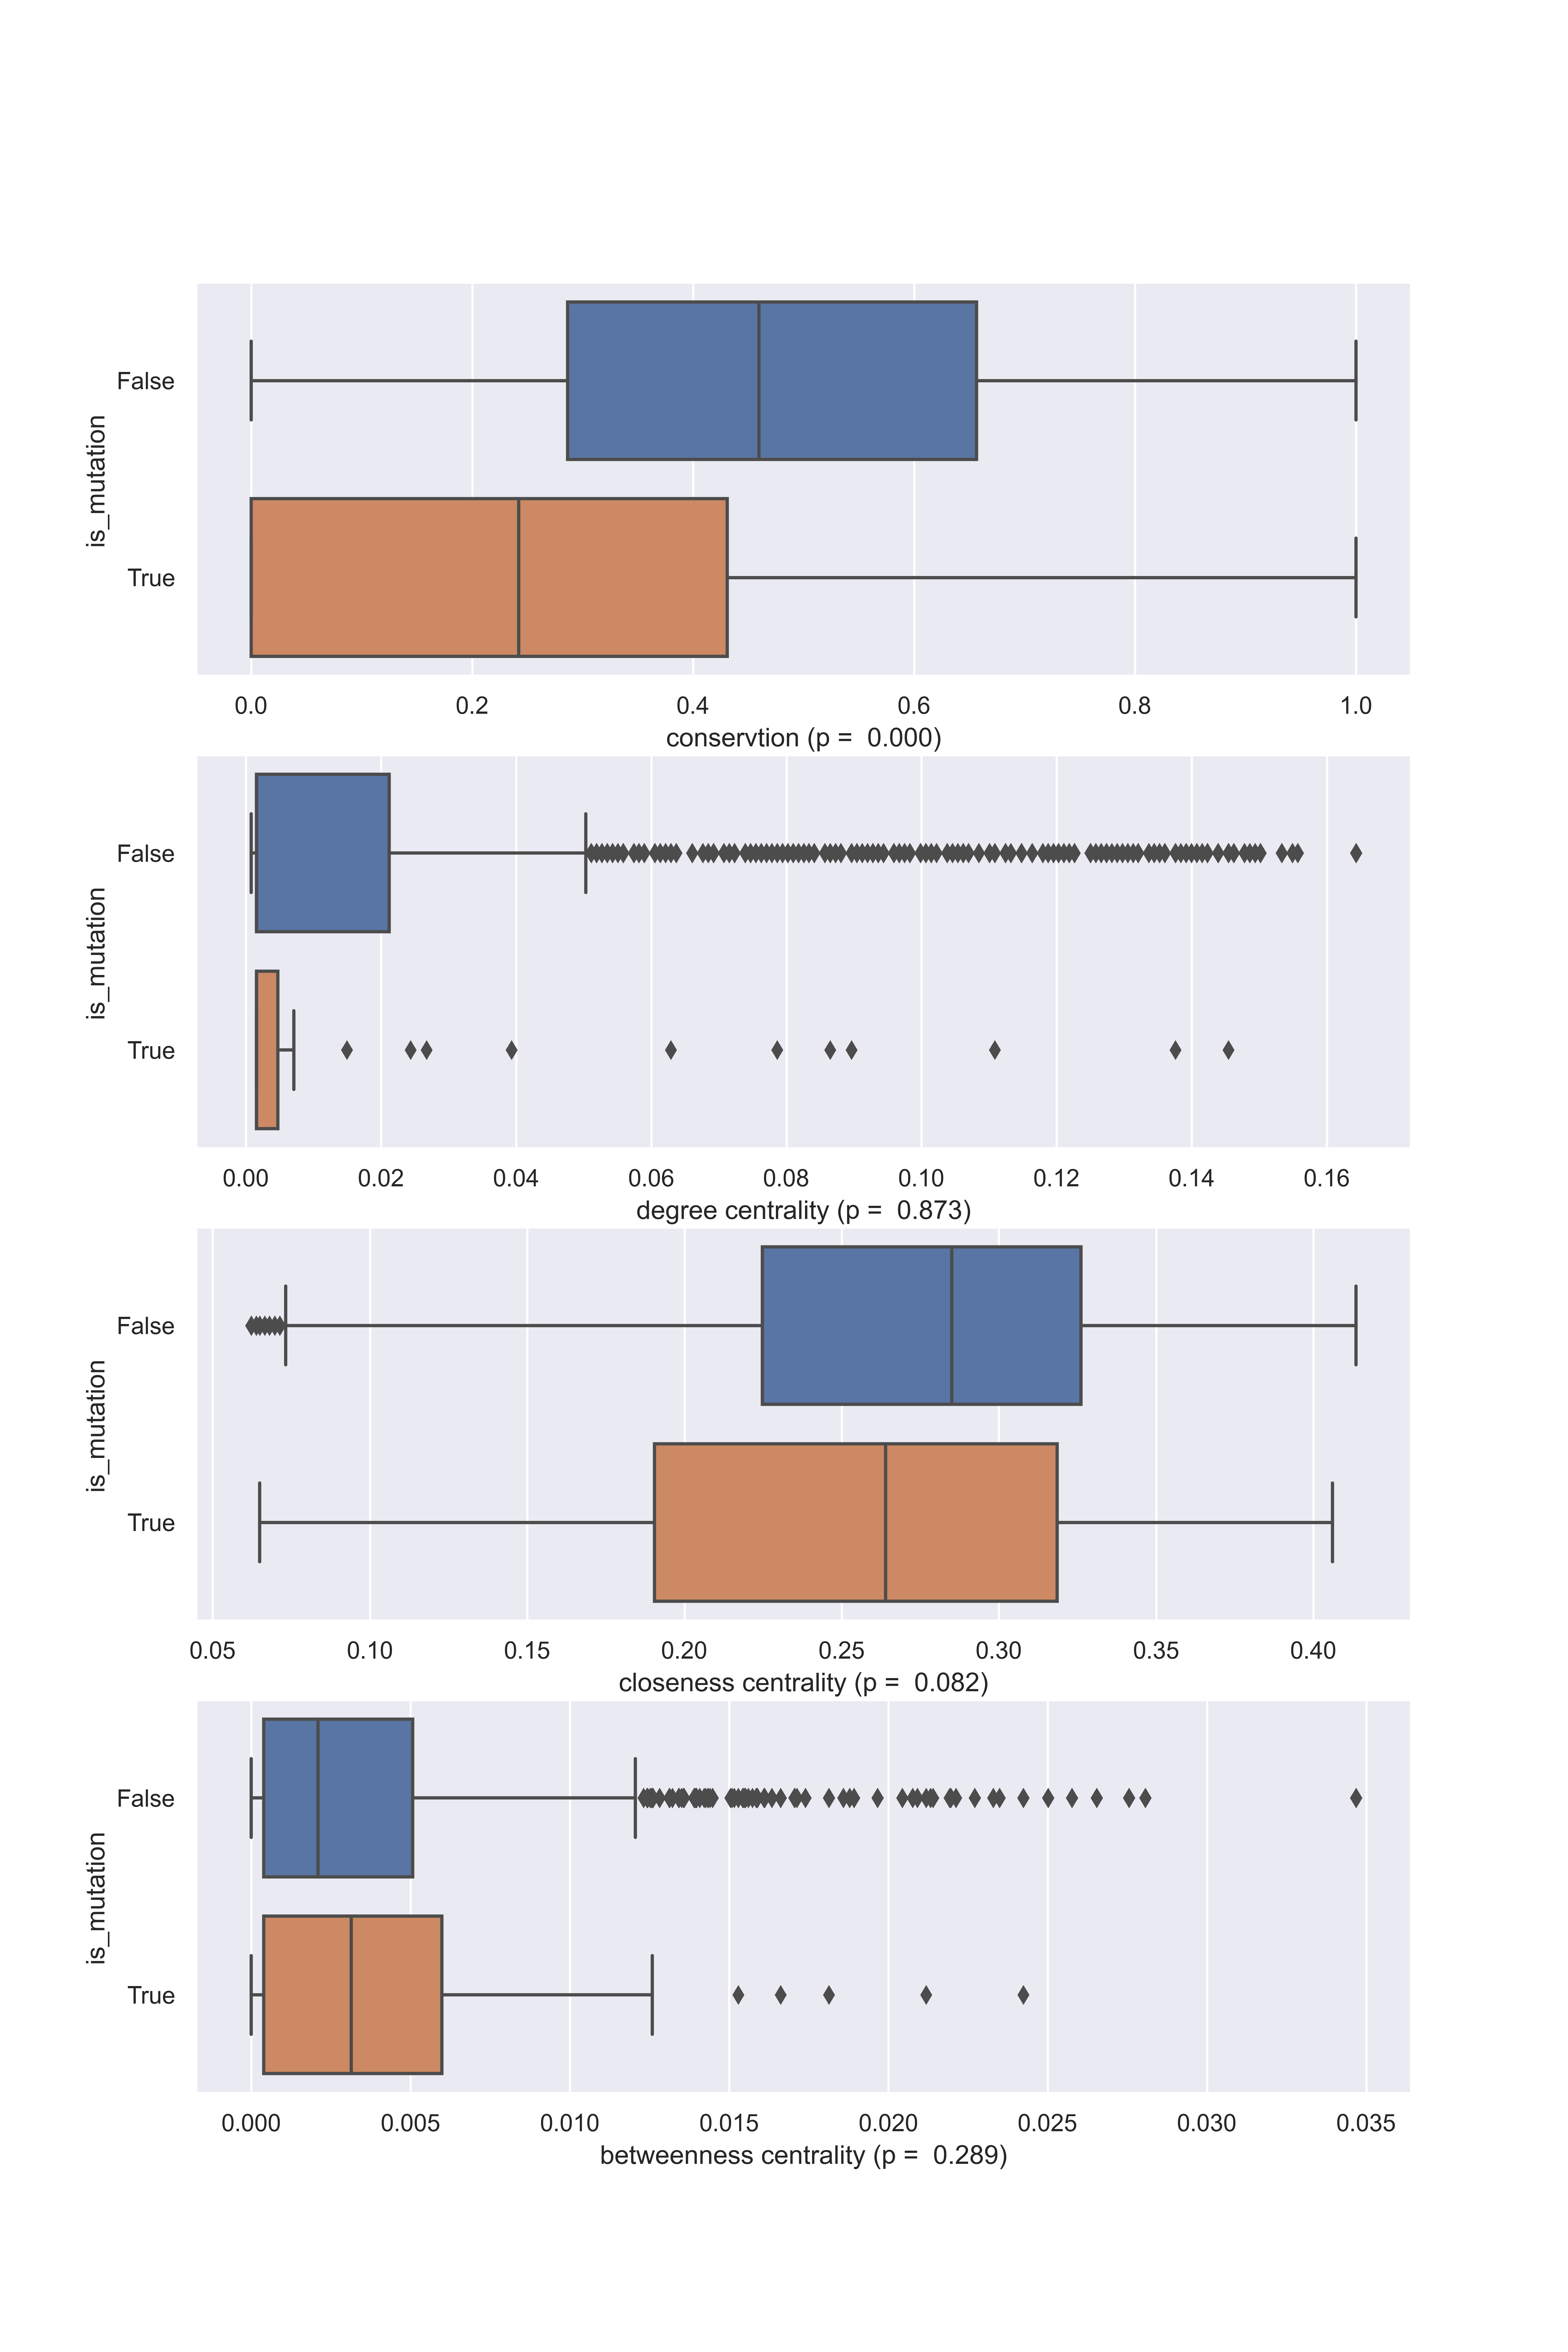 False
True
is_mutation
0.0 0.2 0.4 0.6 0.8 1.0
conservtion (p =  0.000)
False
True
is_mutation
0.00 0.02 0.04 0.06 0.08 0.10 0.12 0.14 0.16
degree centrality (p =  0.873)
False
True
is_mutation
0.05 0.10 0.15 0.20 0.25 0.30 0.35 0.40
closeness centrality (p =  0.082)
False
True
is_mutation
0.000 0.005 0.010 0.015 0.020 0.025 0.030 0.035
betweenness centrality (p =  0.289)